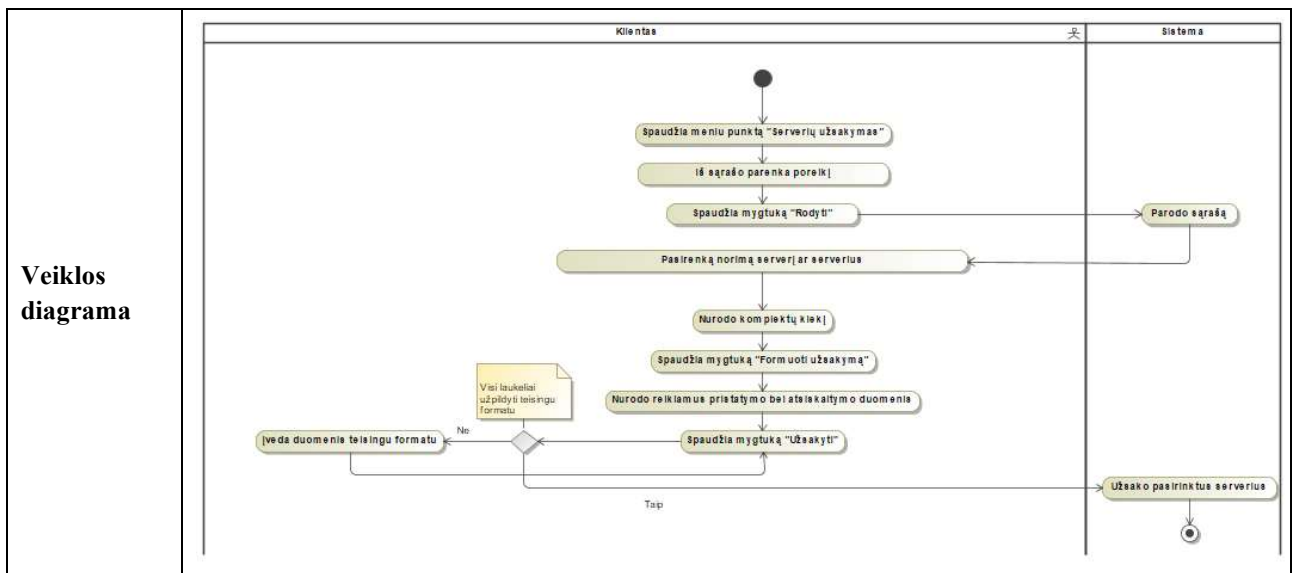 Veiklos
diagrama
Klientas
Sistema
Spaudžia meniu punktą "Serverių užsakymas"
Iš sąrašo parenka poreikį
Spaudžia mygtuką "Rodyti"
Parodo sąrašą
Pasirenką norimą serverį ar serverius
Nurodo komplektų kiekį
Spaudžia mygtuką "Formuoti užsakymą"
Visi laukeliai
užpildyti teisingu
formatu
Nurodo reikiamus pristatymo bei atsiskaitymo duomenis
Ne
Įveda duomenis teisingu formatu
Spaudžia mygtuką "Užsakyti"
Užsako pasirinktus serverius
Taip